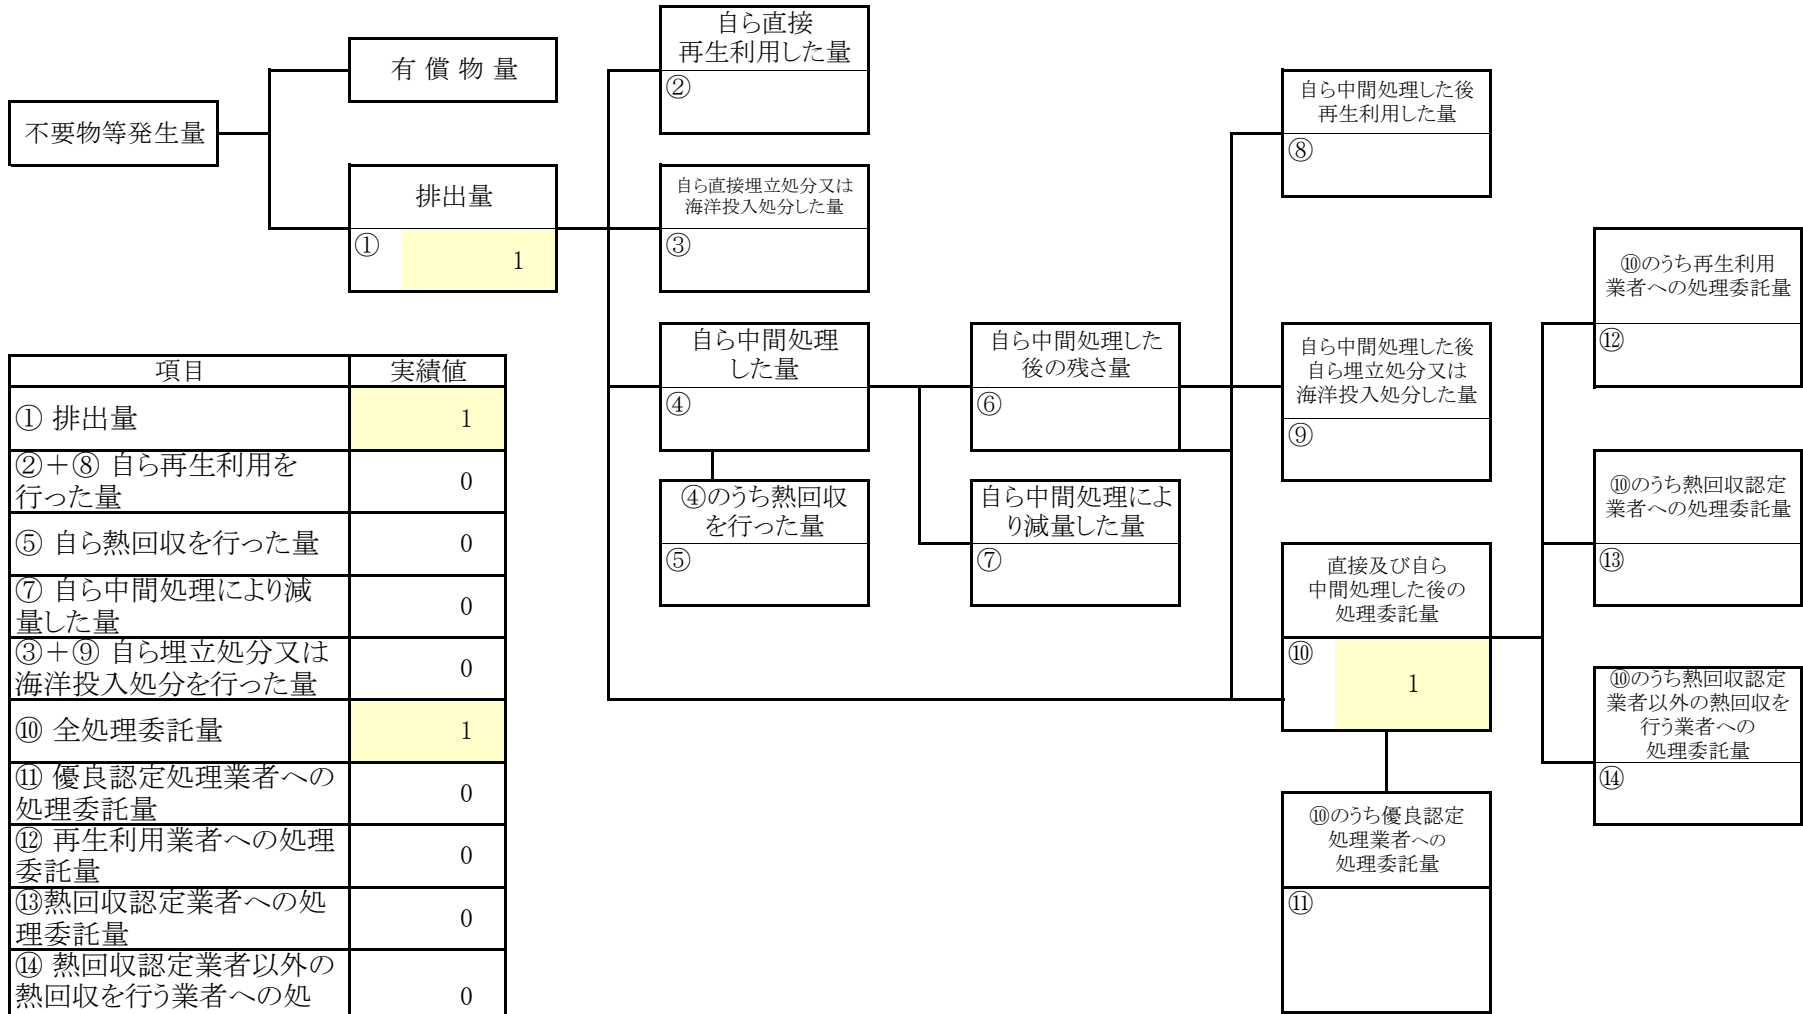 不要物等発生量
有 償 物 量
排出量
①
1
自ら直接
再生利用した量
②
自ら直接埋立処分又は
海洋投入処分した量
③
自ら中間処理
した量
④
④のうち熱回収
を行った量
⑤
自ら中間処理した
後の残さ量
⑥
自ら中間処理によ
り減量した量
⑦
自ら中間処理した後
再生利用した量
⑧
自ら中間処理した後
自ら埋立処分又は
海洋投入処分した量
⑨
直接及び自ら
中間処理した後の
処理委託量
⑩
1
⑩のうち優良認定
処理業者への
処理委託量
⑪
⑩のうち再生利用
業者への処理委託量
⑫
⑩のうち熱回収認定
業者への処理委託量
⑬
⑩のうち熱回収認定
業者以外の熱回収を
行う業者への
処理委託量
⑭
項目 実績値
① 排出量 1
②＋⑧ 自ら再生利用を
行った量 0
⑤ 自ら熱回収を行った量 0
⑦ 自ら中間処理により減
量した量 0
③＋⑨ 自ら埋立処分又は
海洋投入処分を行った量 0
⑩ 全処理委託量 1
⑪ 優良認定処理業者への
処理委託量 0
⑫ 再生利用業者への処理
委託量 0
⑬熱回収認定業者への処
理委託量 0
⑭ 熱回収認定業者以外の
熱回収を行う業者への処 0